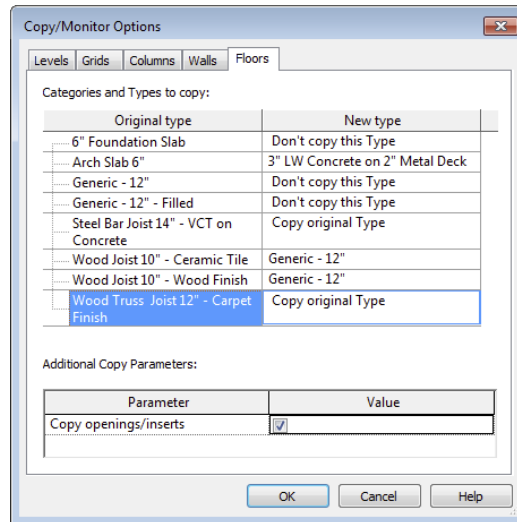 Copy/Monitor Options
Levels Grids Columns Walls Floors
Categories and Types to copy:
Original type New type
6" Foundation Slab Don't copy this Type
Arch Slab 6" 3" LW Concrete on 2" Metal Deck
Generic - 12" Don't copy this Type
Generic - 12" - Filled Don't copy this Type
Steel Bar Joist 14" - VCT on Copy original Type
Concrete
Wood Joist 10" - Ceramic Tile Generic - 12"
Wood Joist 10" - Wood Finish Generic - 12"
Wood Truss Joist 12" - Carpet Copy original Type
Finish
Additional Copy Parameters:
Parameter Value
Copy openings/inserts
OK Cancel Help